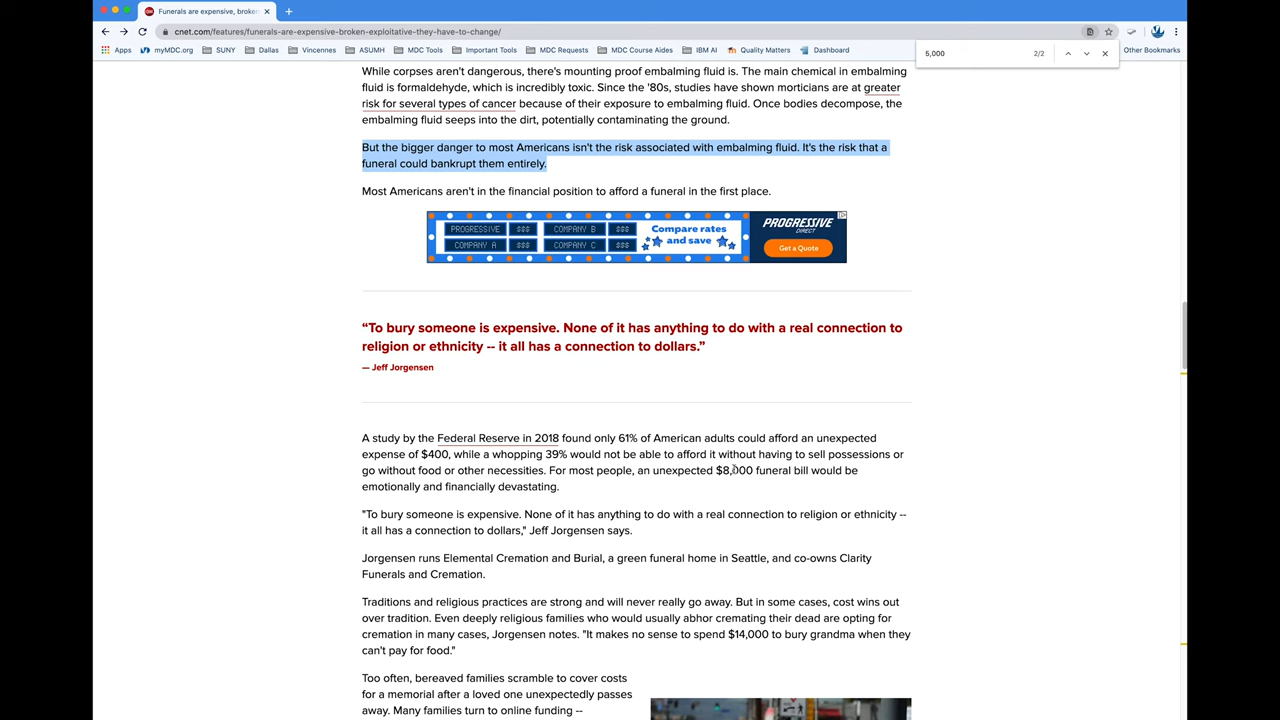 Funerals are expensive, broken
cnet.com/features/funerals-are-expensive-broken-exploitative-they-have-to-change/
Apps myMDC.org SUNY Dallas Vincennes ASUMH MDC Tools Important Tools MDC Requests MDC Course Aides IBM AI Quality Matters Dashboard Other Bookmarks
5,000 2/2
While corpses aren't dangerous, there's mounting proof embalming fluid is. The main chemical in embalming
fluid is formaldehyde, which is incredibly toxic. Since the '80s, studies have shown morticians are at greater
risk for several types of cancer because of their exposure to embalming fluid. Once bodies decompose, the
embalming fluid seeps into the dirt, potentially contaminating the ground.
But the bigger danger to most Americans isn't the risk associated with embalming fluid. It's the risk that a
funeral could bankrupt them entirely.
Most Americans aren't in the financial position to afford a funeral in the first place.
PROGRESSIVE $$$ COMPANY B $$$
COMPANY A $$$ COMPANY C $$$
Compare rates
and save
PROGRESSIVE
DIRECT
Get a Quote
“To bury someone is expensive. None of it has anything to do with a real connection to
religion or ethnicity -- it all has a connection to dollars.”
— Jeff Jorgensen
A study by the Federal Reserve in 2018 found only 61% of American adults could afford an unexpected
expense of $400, while a whopping 39% would not be able to afford it without having to sell possessions or
go without food or other necessities. For most people, an unexpected $8,000 funeral bill would be
emotionally and financially devastating.
"To bury someone is expensive. None of it has anything to do with a real connection to religion or ethnicity --
it all has a connection to dollars," Jeff Jorgensen says.
Jorgensen runs Elemental Cremation and Burial, a green funeral home in Seattle, and co-owns Clarity
Funerals and Cremation.
Traditions and religious practices are strong and will never really go away. But in some cases, cost wins out
over tradition. Even deeply religious families who would usually abhor cremating their dead are opting for
cremation in many cases, Jorgensen notes. "It makes no sense to spend $14,000 to bury grandma when they
can't pay for food."
Too often, bereaved families scramble to cover costs
for a memorial after a loved one unexpectedly passes
away. Many families turn to online funding --